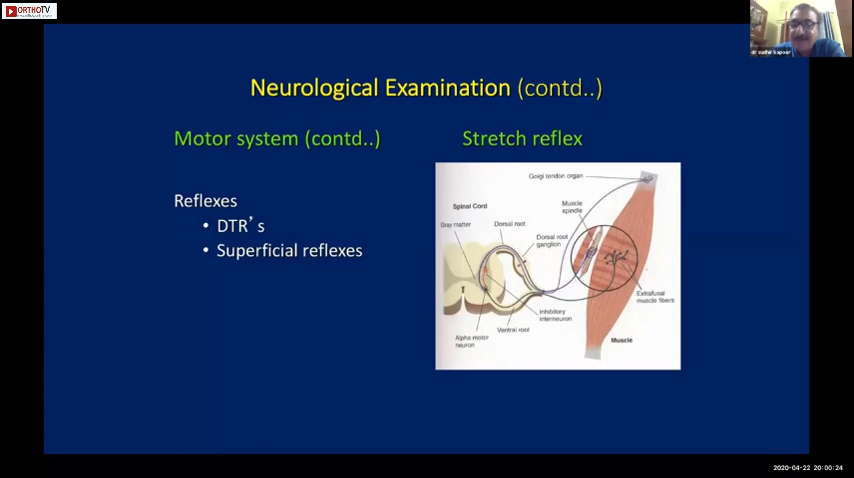 ORTHOTV
dr sudhir kapoor
Neurological Examination (contd..)
Motor system (contd..)
Stretch reflex
Reflexes
• DTR's
• Superficial reflexes
Golgi tendon organ
Spinal Cord
Muscle
spindle
Gray matter
Dorsal root
Dorsal root
ganglion
Extrafusal
muscle fibers
Inhibitory
interneuron
Ventral root
Alpha motor
neuron
Muscle
2020-04-22 20:00:24